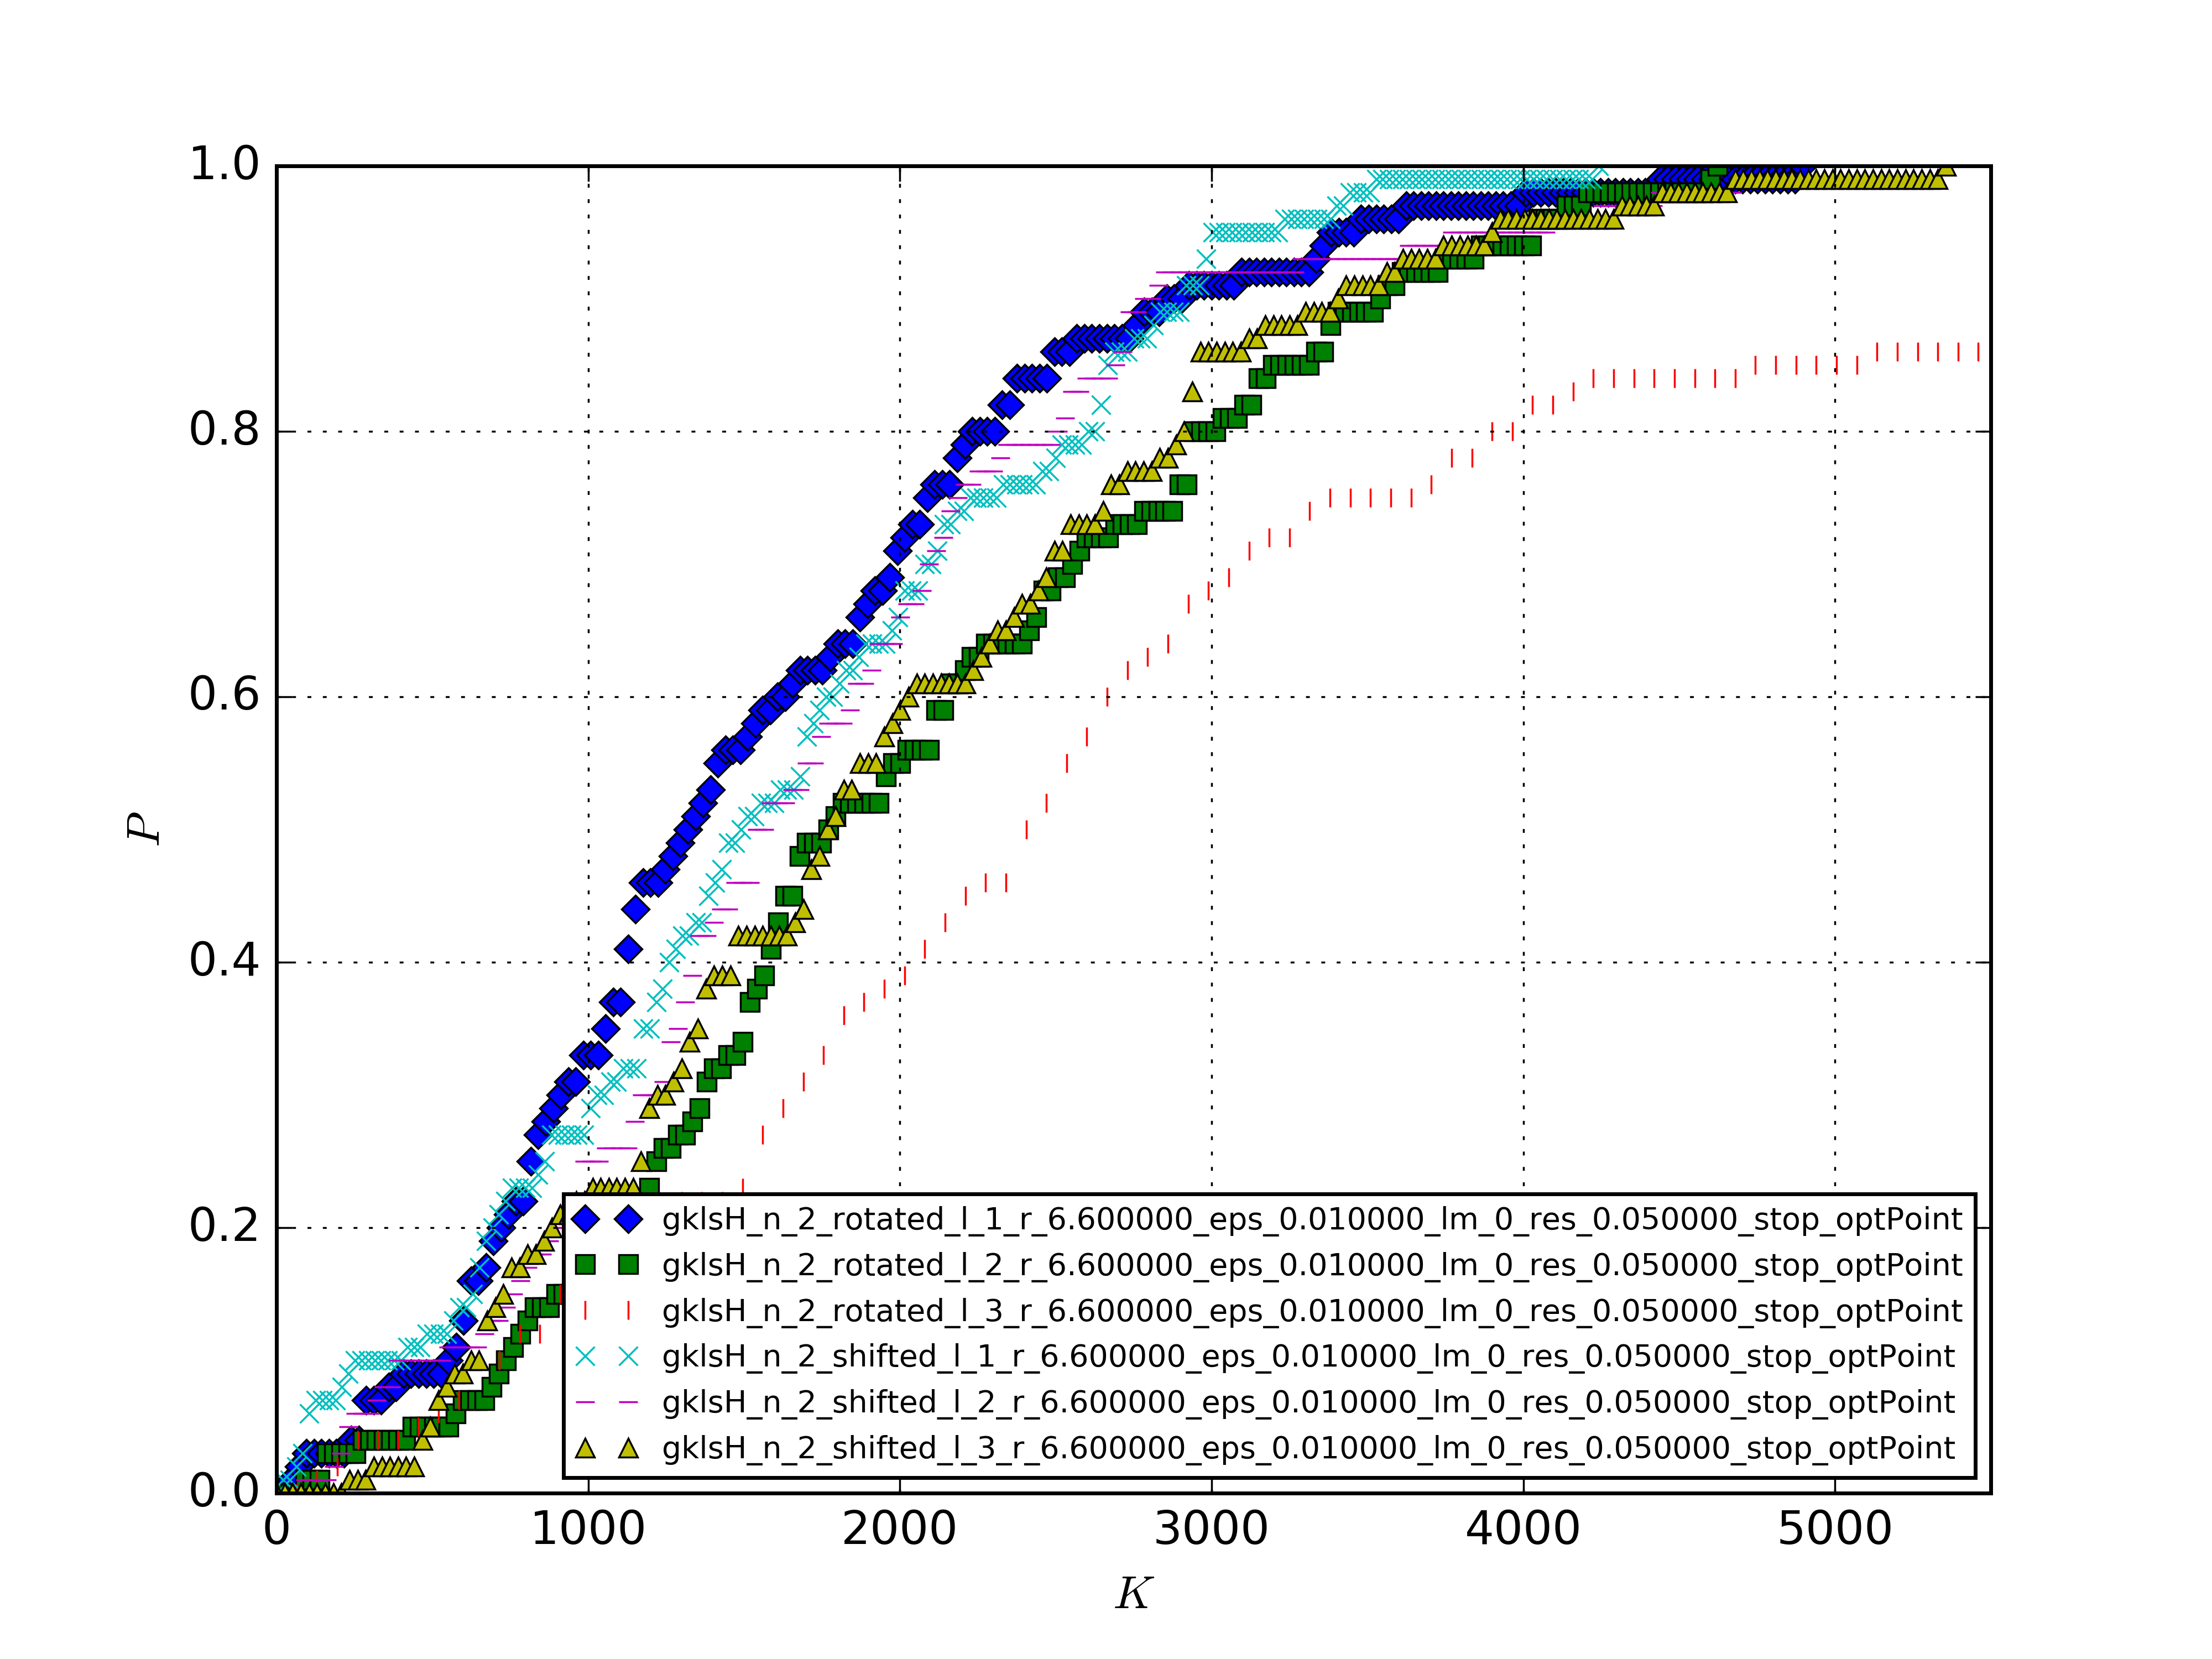 1.0
0.8
0.6
0.4
0.2
0.0
P
0 1000 2000 3000 4000 5000
K
gklsH_n_2_rotated_l_1_r_6.600000_eps_0.010000_lm_0_res_0.050000_stop_optPoint
gklsH_n_2_rotated_l_2_r_6.600000_eps_0.010000_lm_0_res_0.050000_stop_optPoint
gklsH_n_2_rotated_l_3_r_6.600000_eps_0.010000_lm_0_res_0.050000_stop_optPoint
gklsH_n_2_shifted_l_1_r_6.600000_eps_0.010000_lm_0_res_0.050000_stop_optPoint
gklsH_n_2_shifted_l_2_r_6.600000_eps_0.010000_lm_0_res_0.050000_stop_optPoint
gklsH_n_2_shifted_l_3_r_6.600000_eps_0.010000_lm_0_res_0.050000_stop_optPoint